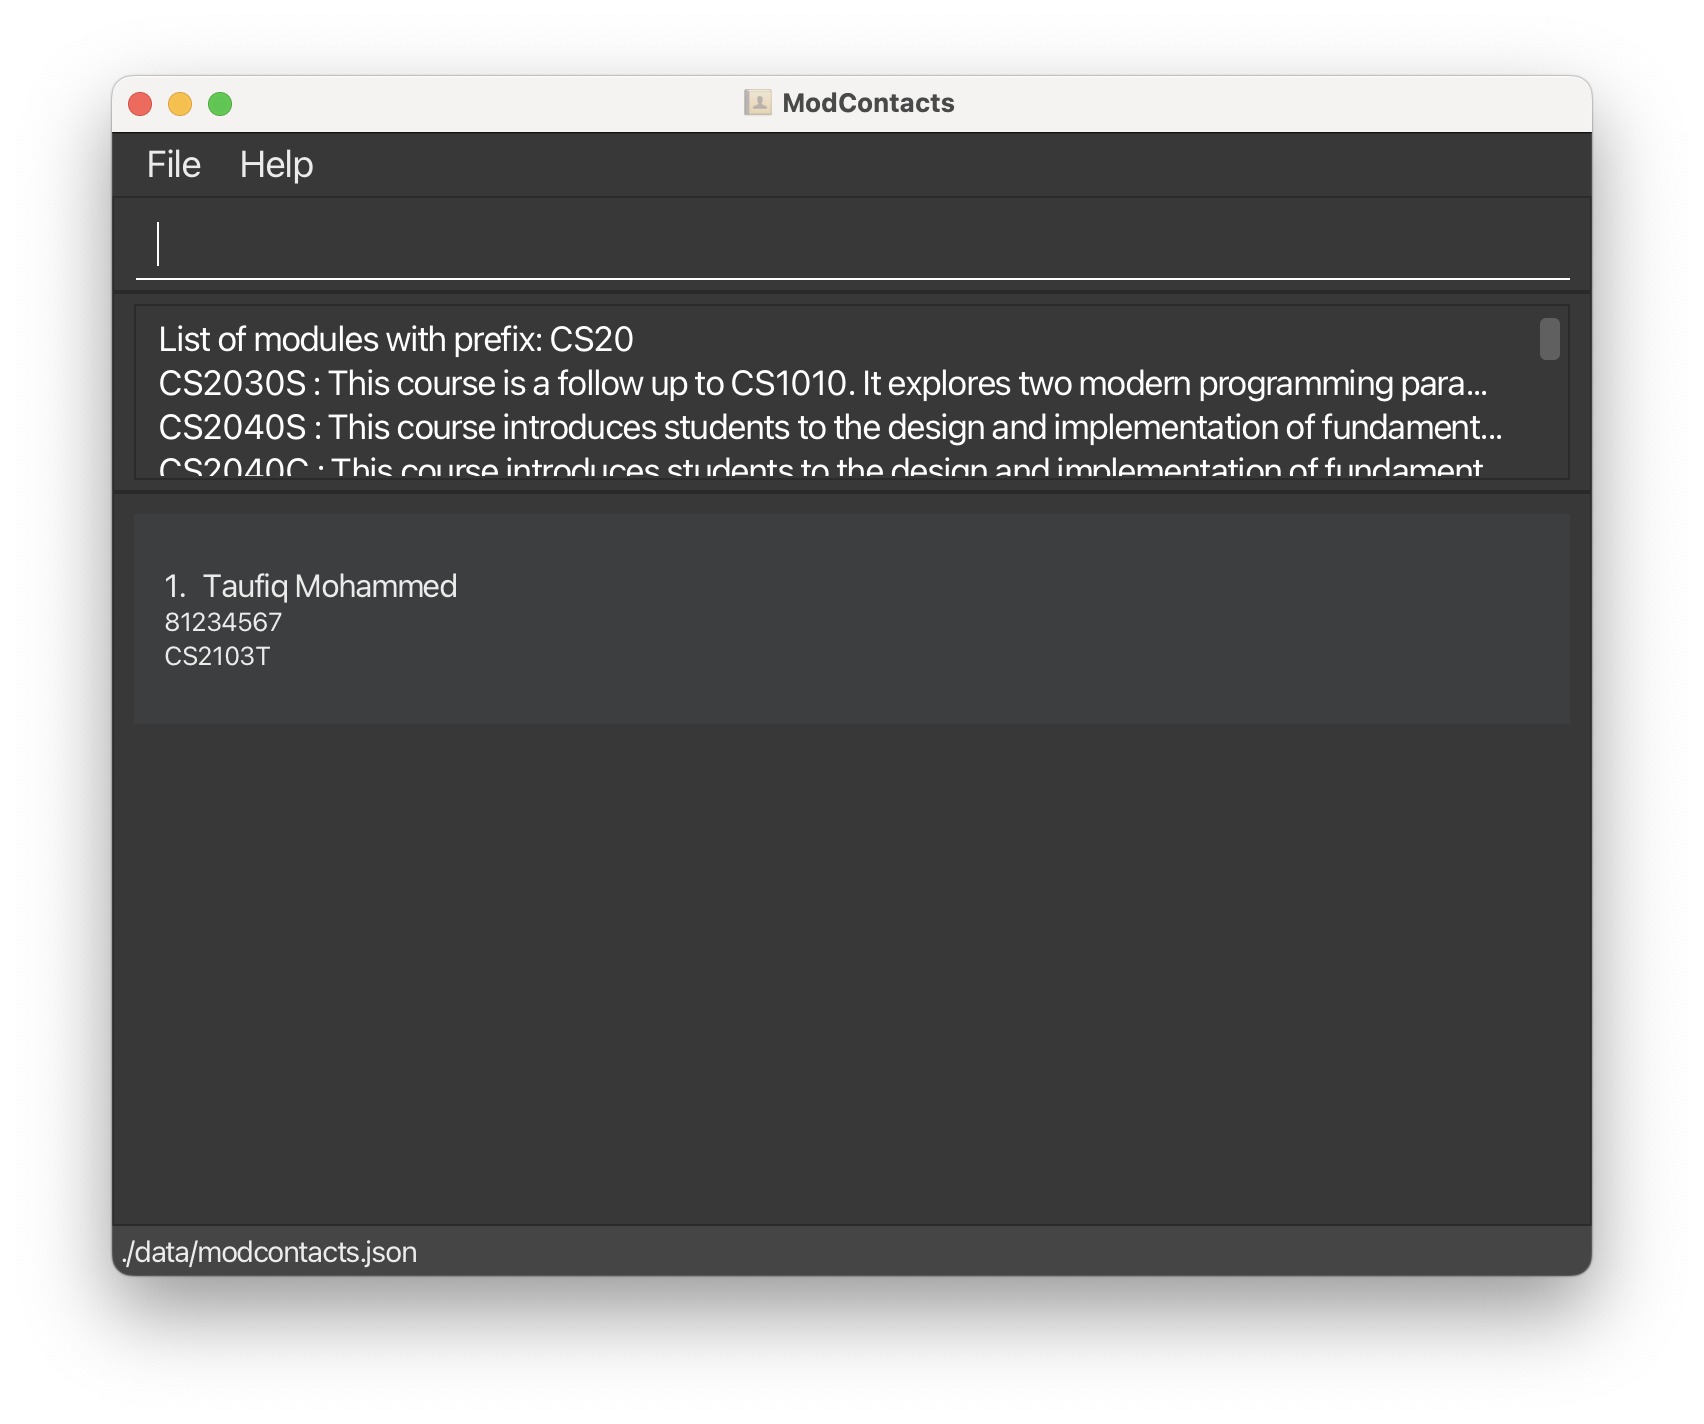 ModContacts
File Help
List of modules with prefix: CS20
CS2030S : This course is a follow up to CS1010. It explores two modern programming para...
CS2040S : This course introduces students to the design and implementation of fundament...
CS2040C : This course introduces students to the design and implementation of fundament
1. Taufiq Mohammed
81234567
CS2103T
./data/modcontacts.json